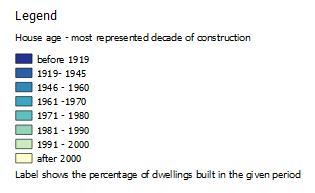 Legend
House age - most represented decade of construction
before 1919
1919- 1945
1946 - 1960
1961 -1970
1971 - 1980
1981 - 1990
1991 - 2000
after 2000
Label shows the percentage of dwellings built in the given period